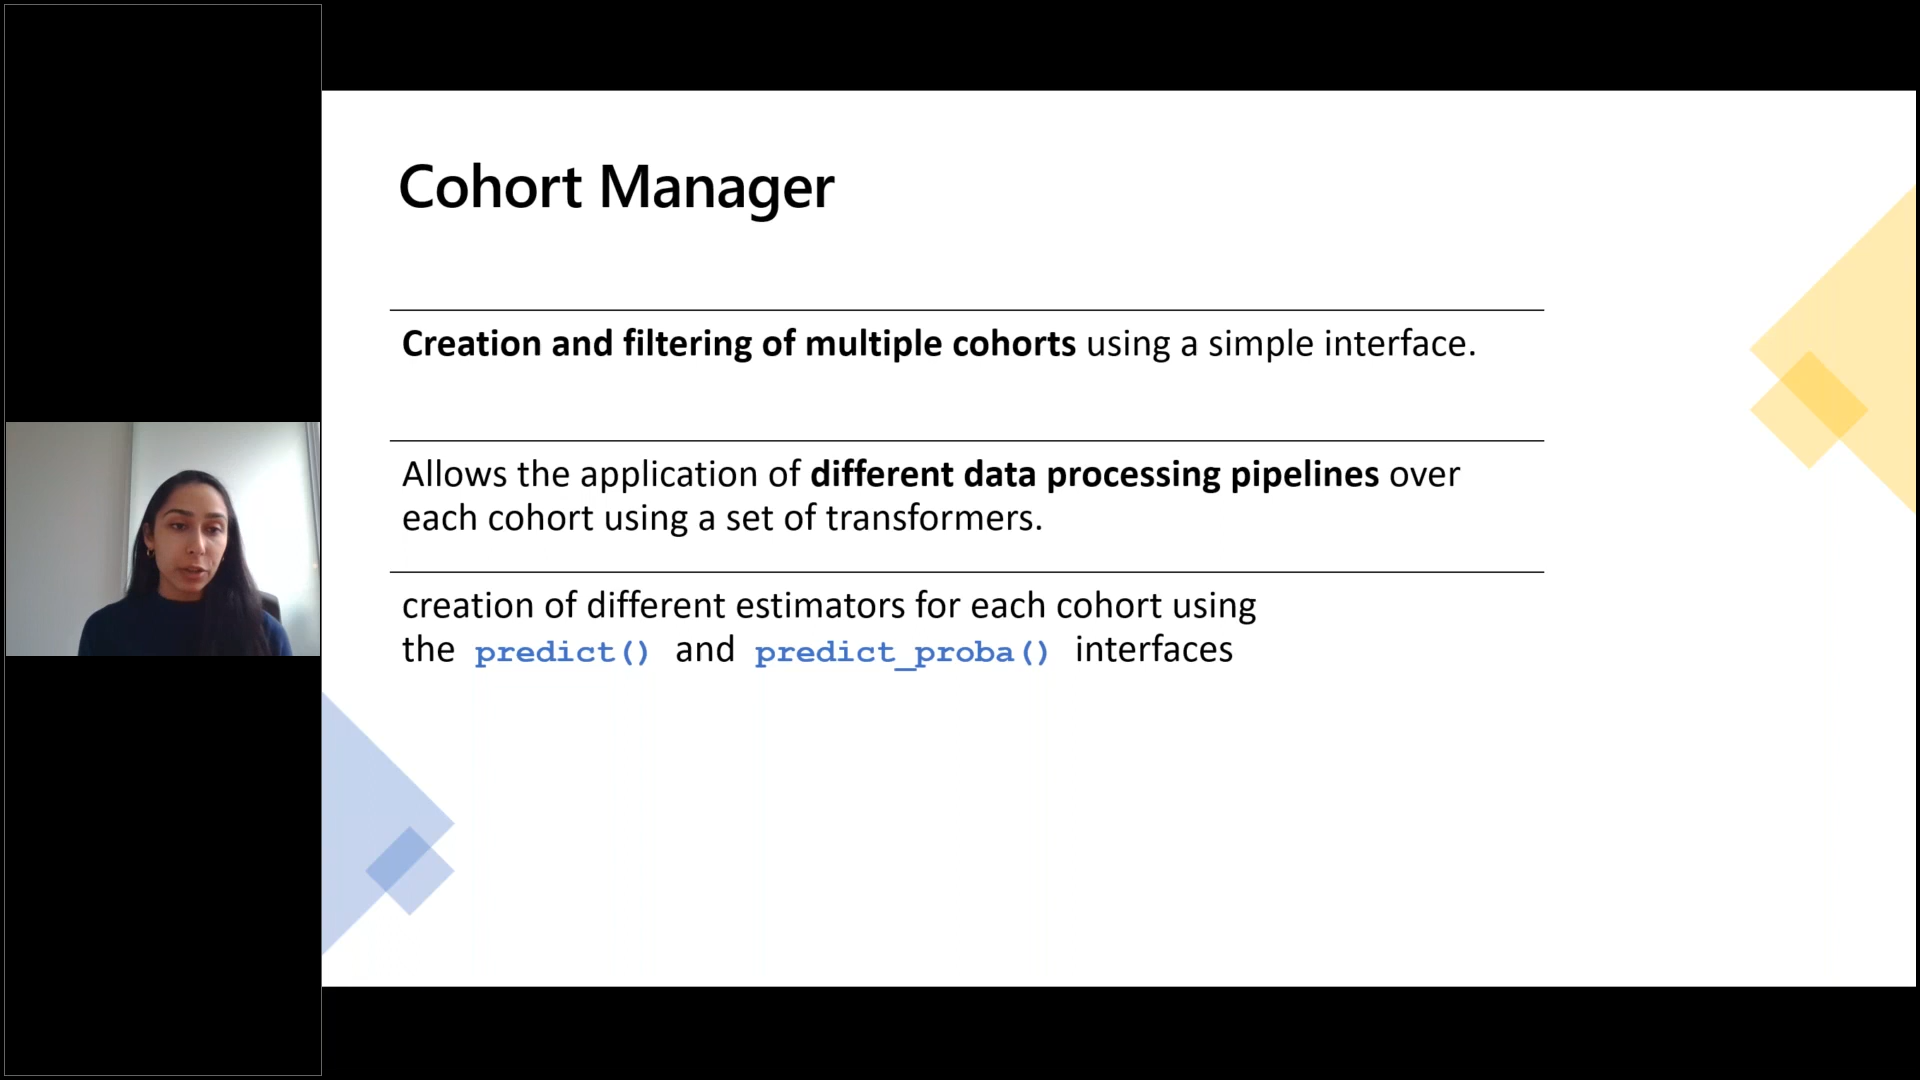 Cohort Manager
Creation and filtering of multiple cohorts using a simple interface.
Allows the application of different data processing pipelines over
each cohort using a set of transformers.
creation of different estimators for each cohort using
the predict() and predict_proba() interfaces